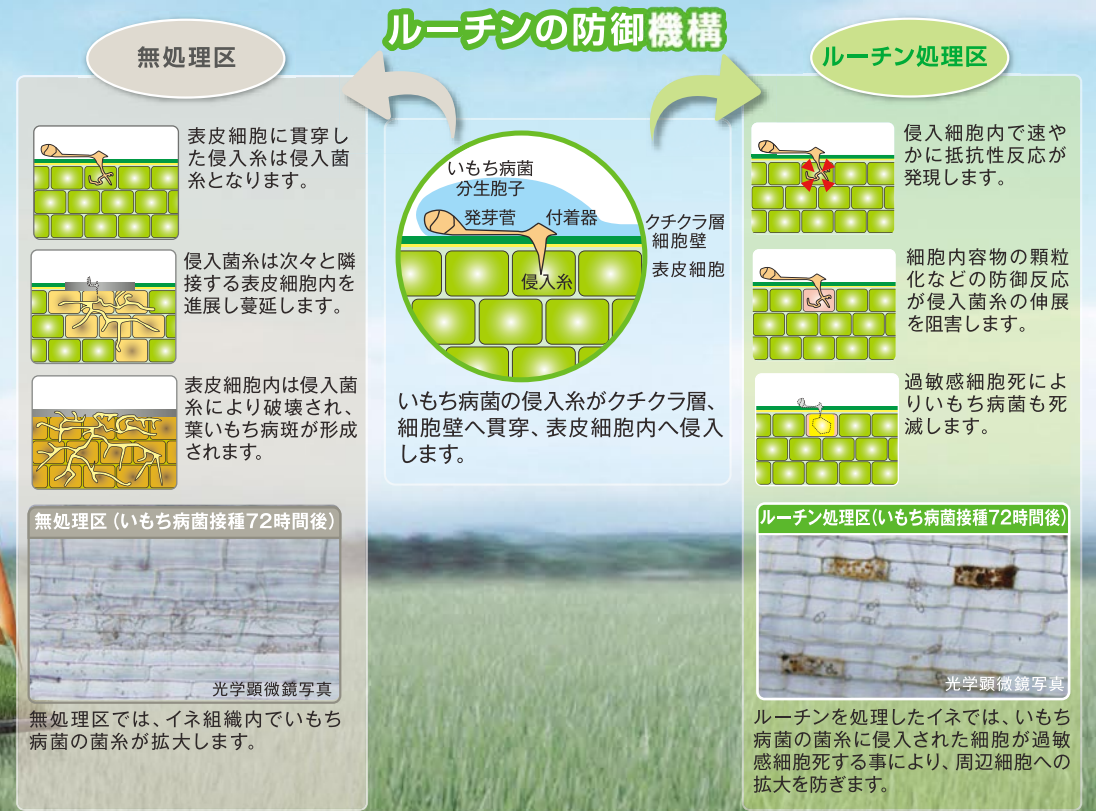 ルーチンの防御機構
無処理区
表皮細胞に貫穿し
た侵入糸は侵入菌
糸となります。
侵入菌糸は次々と隣
接する表皮細胞内を
進展し蔓延します。
表皮細胞内は侵入菌
糸により破壊され、
葉いもち病斑が形成
されます。
無処理区（いもち病菌接種72時間後）
光学顕微鏡写真
無処理区では、イネ組織内でいもち
病菌の菌糸が拡大します。
いもち病菌
分生胞子
発芽菅
付着器
侵入糸
クチクラ層
細胞壁
表皮細胞
いもち病菌の侵入糸がクチクラ層、
細胞壁へ貫穿、表皮細胞内へ侵入
します。
ルーチン処理区
侵入細胞内で速や
かに抵抗性反応が
発現します。
細胞内容物の顆粒
化などの防御反応
が侵入菌糸の伸展
を阻害します。
過敏感細胞死によ
りいもち病菌も死
滅します。
ルーチン処理区（いもち病菌接種72時間後）
光学顕微鏡写真
ルーチンを処理したイネでは、いもち
病菌の菌糸に侵入された細胞が過敏
感細胞死する事により、周辺細胞への
拡大を防ぎます。